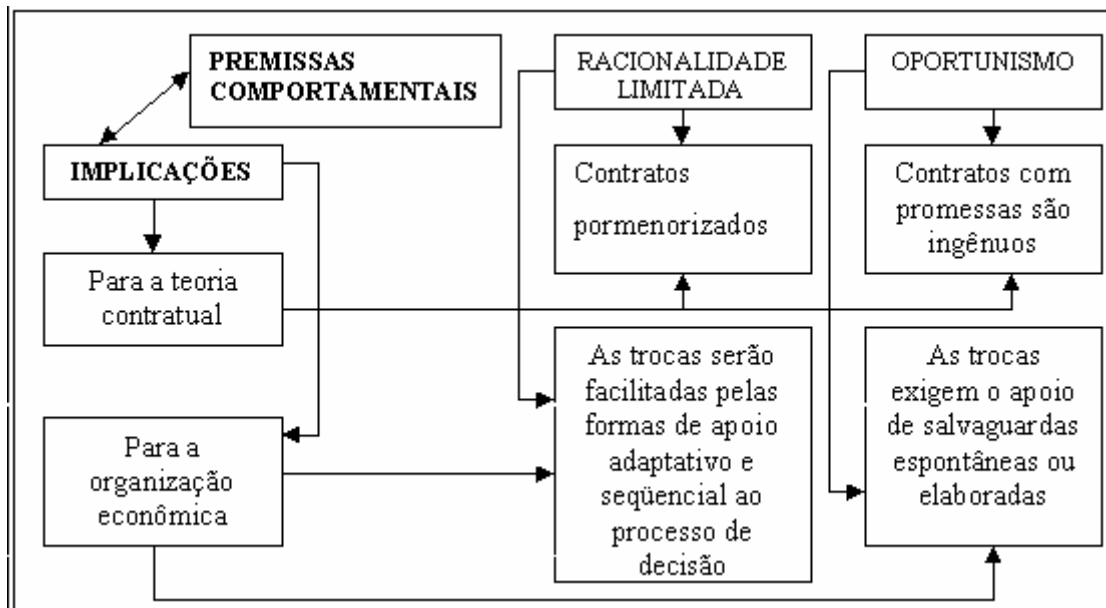 PREMISSAS
COMPORTAMENTAIS
RACIONALIDADE
LIMITADA
OPORTUNISMO
IMPLICAÇÕES
Contratos
pormenorizados
Contratos com
promessas são
ingênuos
Para a teoria
contratual
As trocas serão
facilitadas pelas
formas de apoio
adaptativo e
seqüencial ao
processo de
decisão
As trocas
exigem o apoio
de salvaguardas
espontâneas ou
elaboradas
Para a
organização
econômica